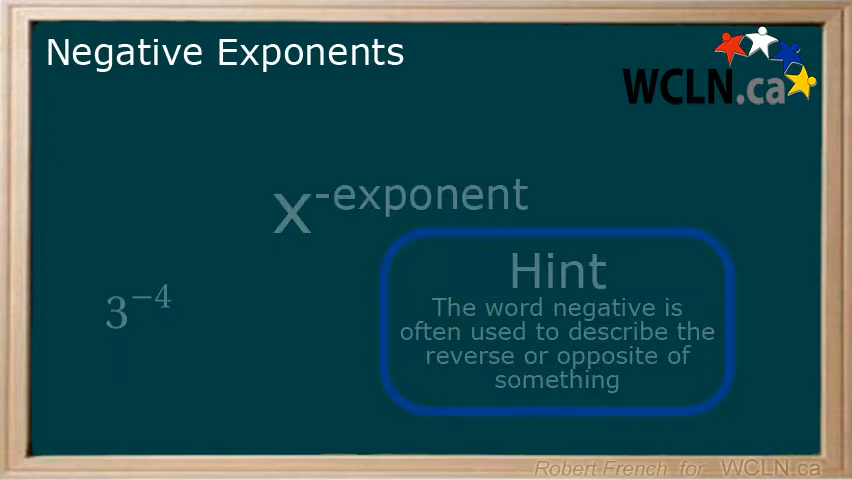 Negative Exponents
WCLN.ca
x^-exponent
Hint
The word negative is
often used to describe the
reverse or opposite of
something
3^−4
Robert French for WCLN.ca